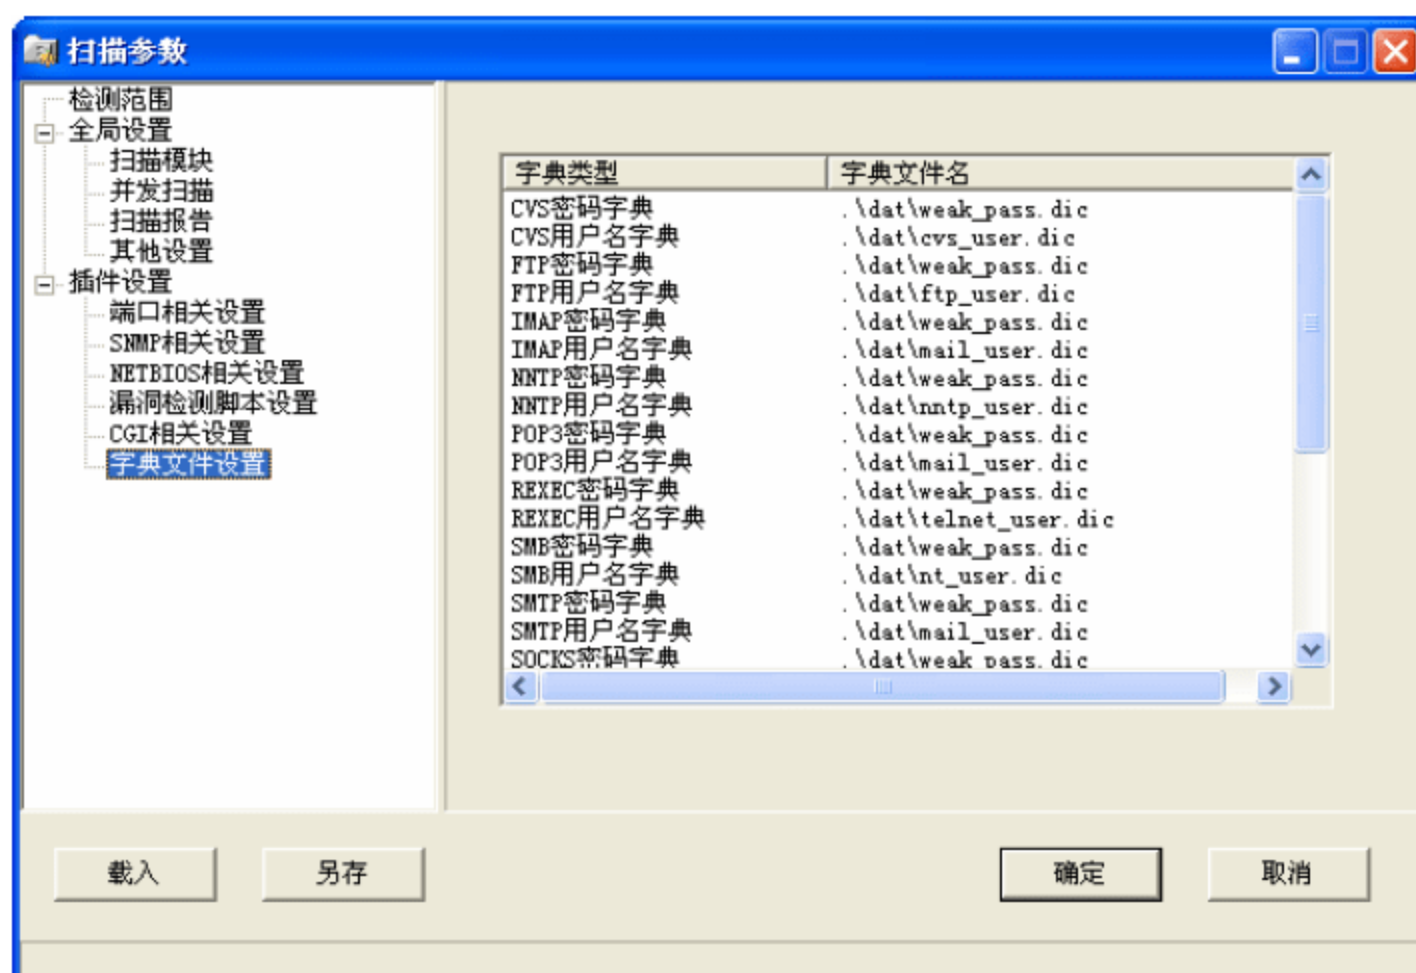 扫描参数
检测范围
全局设置
扫描模块
并发扫描
扫描报告
其他设置
插件设置
端口相关设置
SNMP相关设置
NETBIOS相关设置
漏洞检测脚本设置
CGI相关设置
字典文件设置
字典类型 字典文件名
CVS密码字典 .\dat\weak_pass.dic
CVS用户名字典 .\dat\cvs_user.dic
FTP密码字典 .\dat\weak_pass.dic
FTP用户名字典 .\dat\ftp_user.dic
IMAP密码字典 .\dat\weak_pass.dic
IMAP用户名字典 .\dat\mail_user.dic
NNTP密码字典 .\dat\weak_pass.dic
NNTP用户名字典 .\dat\nntp_user.dic
POP3密码字典 .\dat\weak_pass.dic
POP3用户名字典 .\dat\mail_user.dic
REXEC密码字典 .\dat\weak_pass.dic
REXEC用户名字典 .\dat\telnet_user.dic
SMB密码字典 .\dat\weak_pass.dic
SMB用户名字典 .\dat\nt_user.dic
SMTP密码字典 .\dat\weak_pass.dic
SMTP用户名字典 .\dat\mail_user.dic
SOCKS密码字典 .\dat\weak_pass.dic
载入 另存 确定 取消